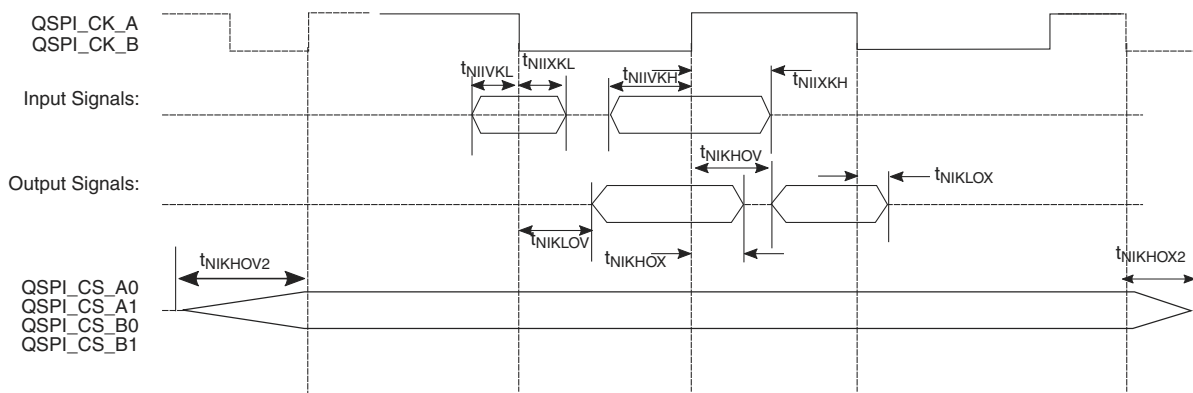 QSPI_CK_A
QSPI_CK_B
tNIIVKL
tNIIXKL
tNIIVKH
tNIIXKH
Input Signals:
tNIKHOV
Output Signals:
tNIKLOX
tNIKLOV
tNIKHOX
tNIKHOV2
tNIKHOX2
QSPI_CS_A0
QSPI_CS_A1
QSPI_CS_B0
QSPI_CS_B1